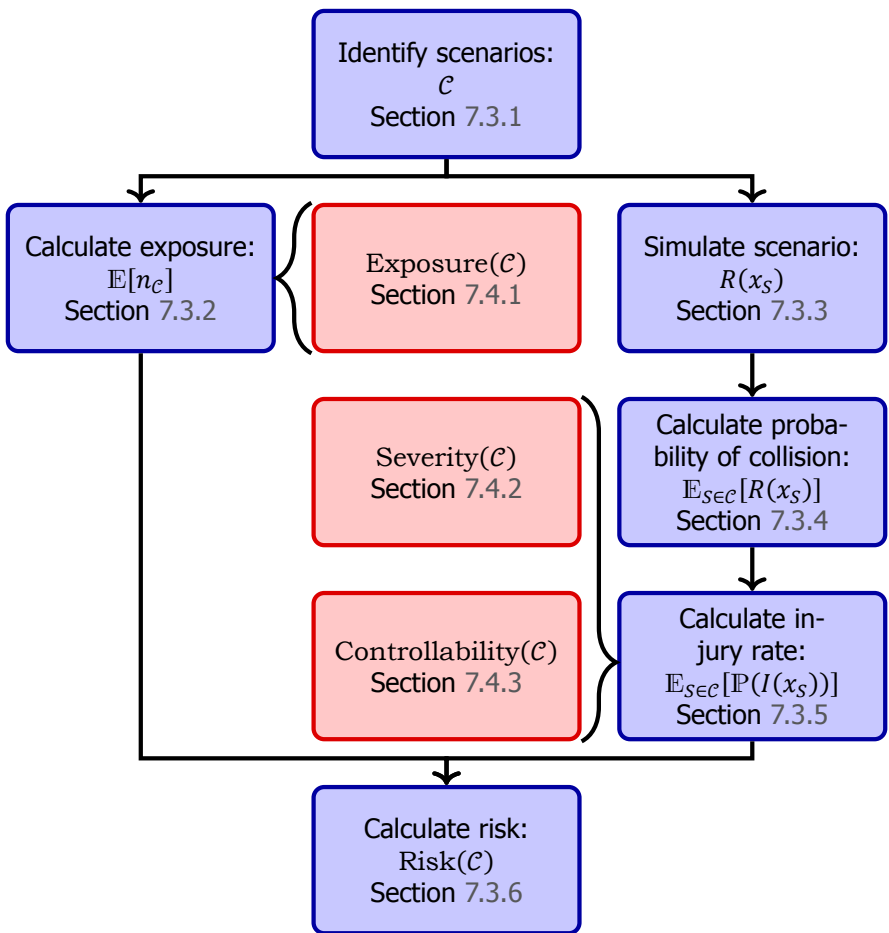 Identify scenarios:
𝒞
Section 7.3.1
Calculate exposure:
𝔼[n_𝒞]
Section 7.3.2
Exposure(𝒞)
Section 7.4.1
Simulate scenario:
R(x_S)
Section 7.3.3
Severity(𝒞)
Section 7.4.2
Calculate proba-
bility of collision:
𝔼_{S∈𝒞}[R(x_S)]
Section 7.3.4
Controllability(𝒞)
Section 7.4.3
Calculate in-
jury rate:
𝔼_{S∈𝒞}[ℙ(I(x_S))]
Section 7.3.5
Calculate risk:
Risk(𝒞)
Section 7.3.6